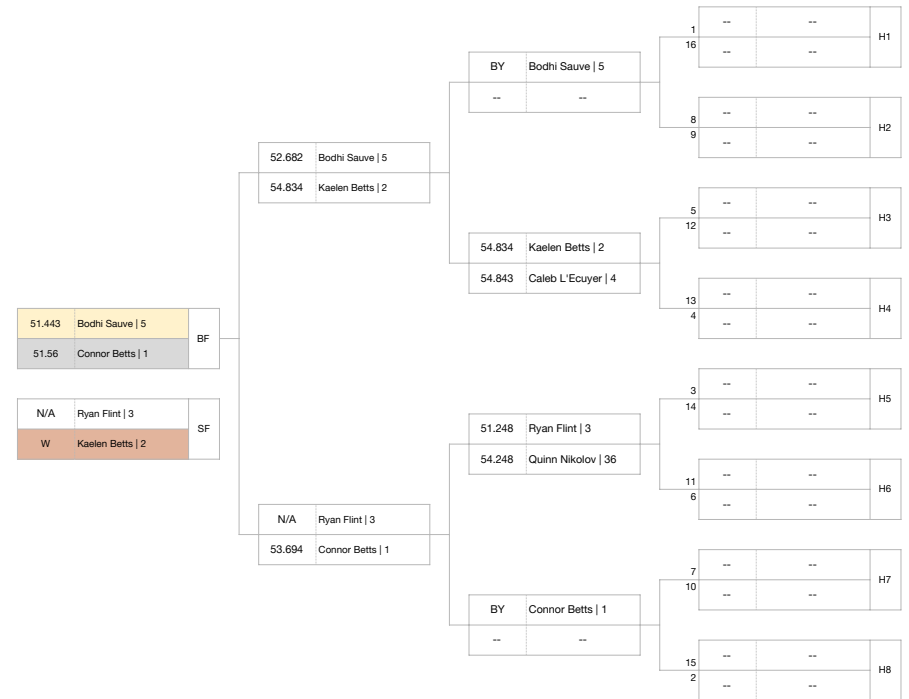 51.443 Bodhi Sauve | 5
BF
51.56 Connor Betts | 1
N/A Ryan Flint | 3
SF
W Kaelen Betts | 2
52.682 Bodhi Sauve | 5
54.834 Kaelen Betts | 2
N/A Ryan Flint | 3
53.694 Connor Betts | 1
BY Bodhi Sauve | 5
-- --
54.834 Kaelen Betts | 2
54.843 Caleb L'Ecuyer | 4
51.248 Ryan Flint | 3
54.248 Quinn Nikolov | 36
BY Connor Betts | 1
-- --
1 -- --
H1
16 -- --
8 -- --
H2
9 -- --
5 -- --
H3
12 -- --
13 -- --
H4
4 -- --
3 -- --
H5
14 -- --
11 -- --
H6
6 -- --
7 -- --
H7
10 -- --
15 -- --
H8
2 -- --